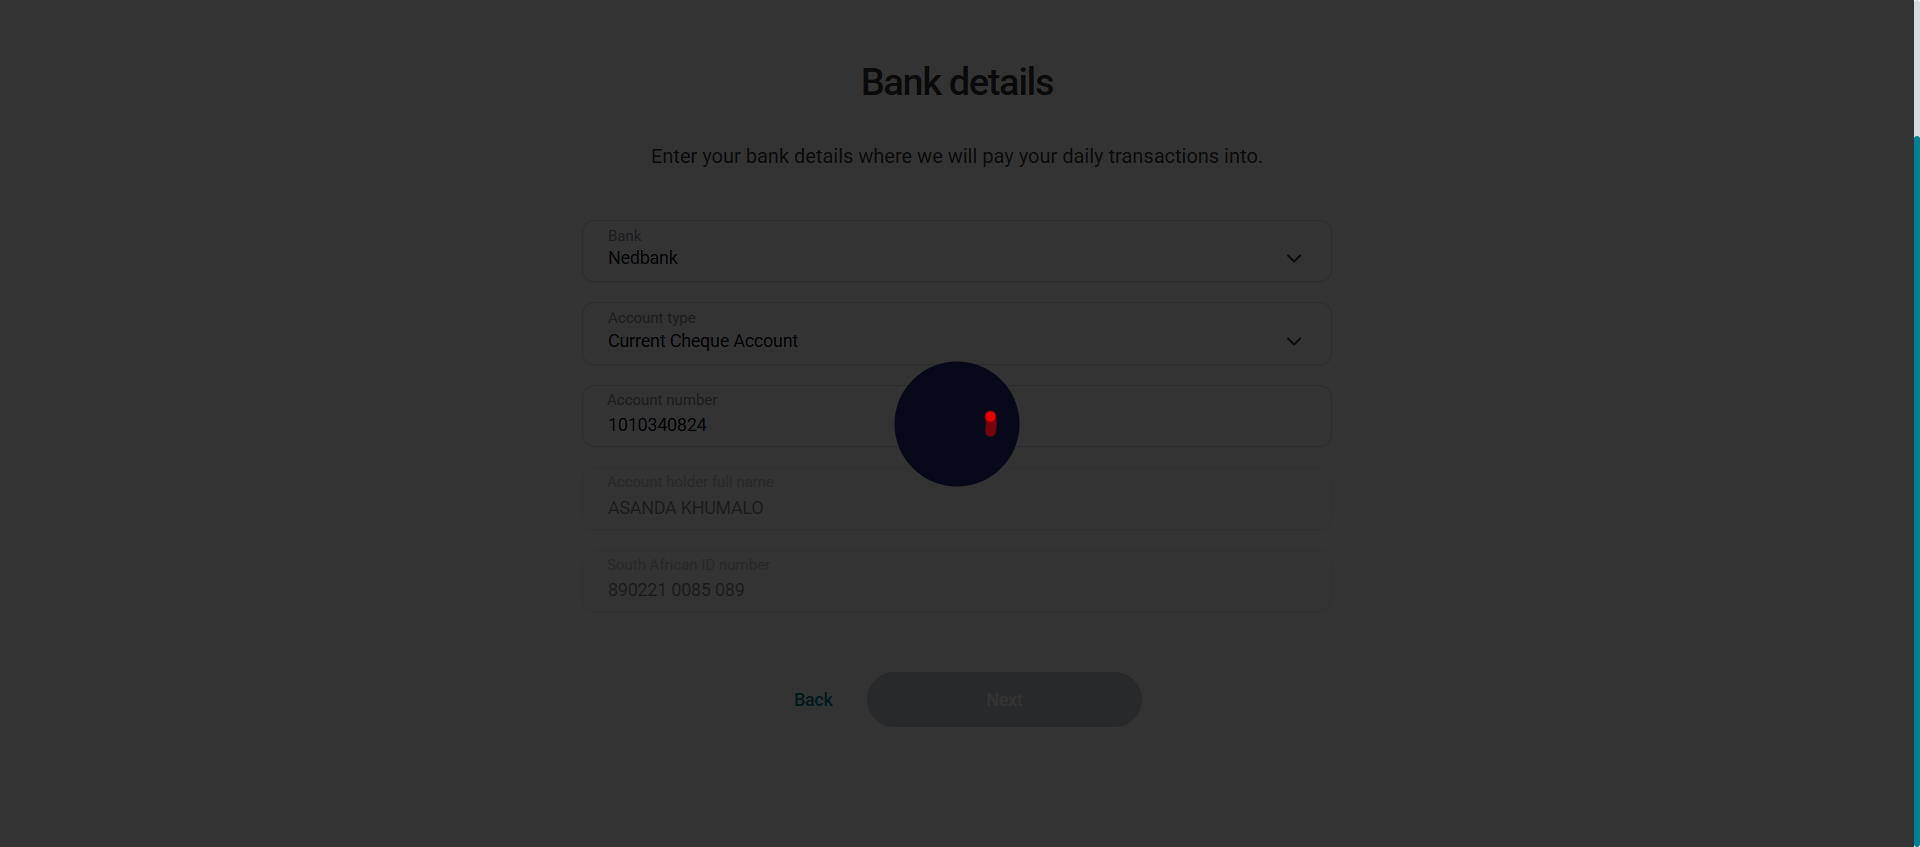 Bank details
Enter your bank details where we will pay your daily transactions into.
Bank
Nedbank
Account type
Current Cheque Account
Account number
1010340824
Account holder full name
ASANDA KHUMALO
South African ID number
890221 0085 089
Back
Next